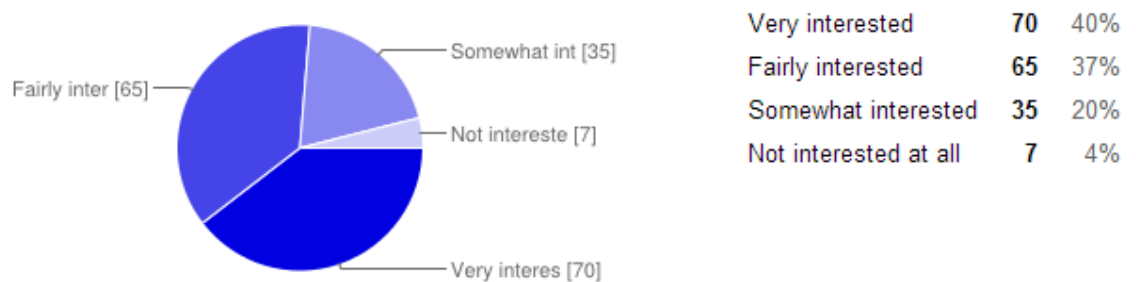 Somewhat int [35]
Fairly inter [65]
Not intereste [7]
Very interes [70]
Very interested 70 40%
Fairly interested 65 37%
Somewhat interested 35 20%
Not interested at all 7 4%